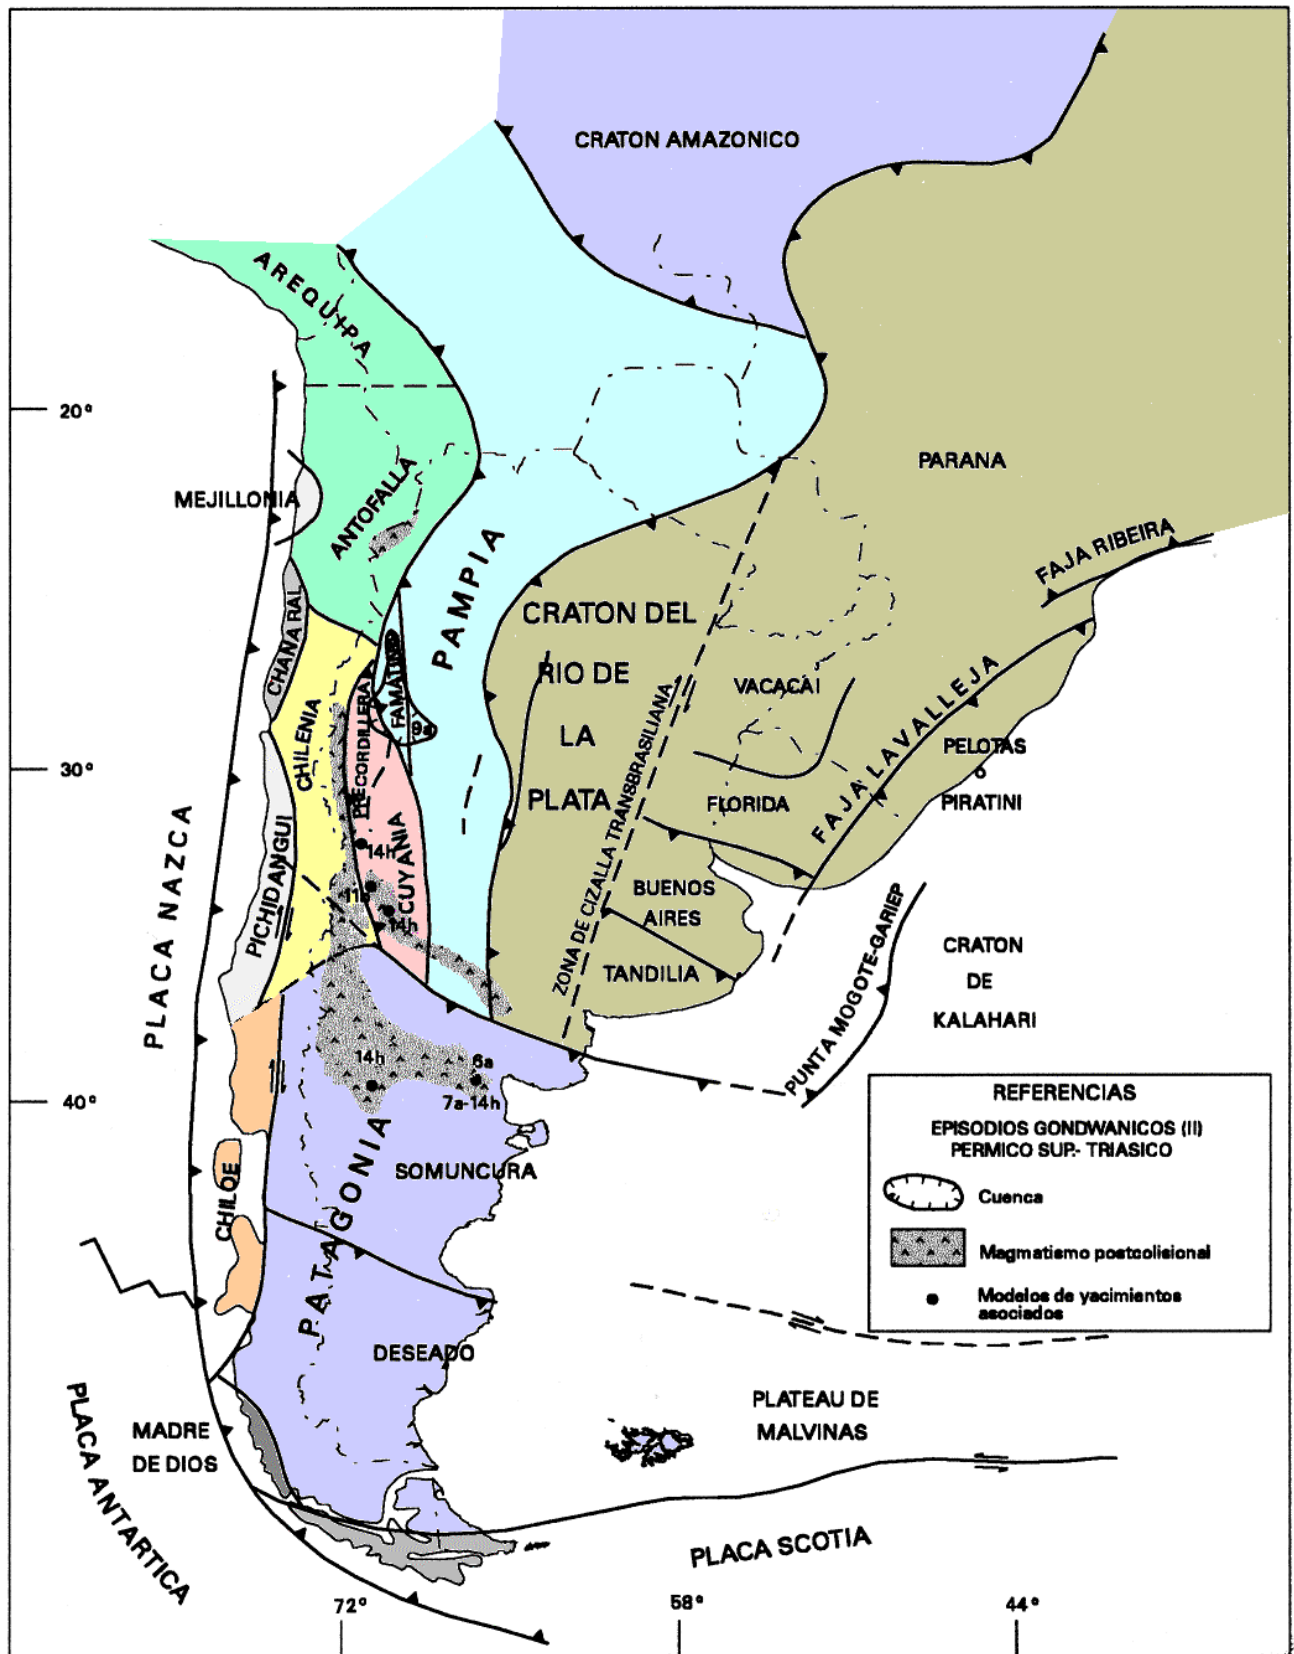 CRATON AMAZONICO
AREQUIPA
20°
PARANA
MEJILLONIA
ANTOFALLA
PAMPIA
FAJA RIBEIRA
CHANARAL
FAMATINA
CRATON DEL
RIO DE
LA
PLATA
VACACAI
FAJA LAVALLEJA
PELOTAS
o
PIRATINI
CHILENIA
PRECORDILLERA
9a
30°
FLORIDA
ZONA DE CIZALLA TRANSBRASILIANA
PLACA NAZCA
PICHIDANGUI
14h
CUYANIA
14h
BUENOS
AIRES
TANDILIA
PUNTA MOGOTE-GARIEP
CRATON
DE
KALAHARI
14h
6a
7a-14h
40°
PATAGONIA
SOMUNCURA
CHILOE
DESEADO
REFERENCIAS
EPISODIOS GONDWANICOS (II)
PERMICO SUP.- TRIASICO
Cuenca
Magmatismo postcolisional
Modelos de yacimientos
asociados
PLATEAU DE
MALVINAS
MADRE
DE DIOS
PLACA ANTARTICA
PLACA SCOTIA
72°
58°
44°